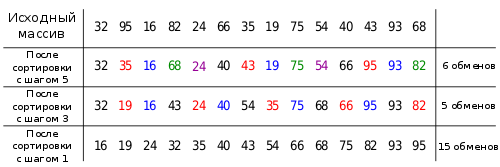 Исходный массив 32 95 16 82 24 66 35 19 75 54 40 43 93 68
После сортировки с шагом 5 32 35 16 68 24 40 43 19 75 54 66 95 93 82 6 обменов
После сортировки с шагом 3 32 19 16 43 24 40 54 35 75 68 66 95 93 82 5 обменов
После сортировки с шагом 1 16 19 24 32 35 40 43 54 66 68 75 82 93 95 15 обменов